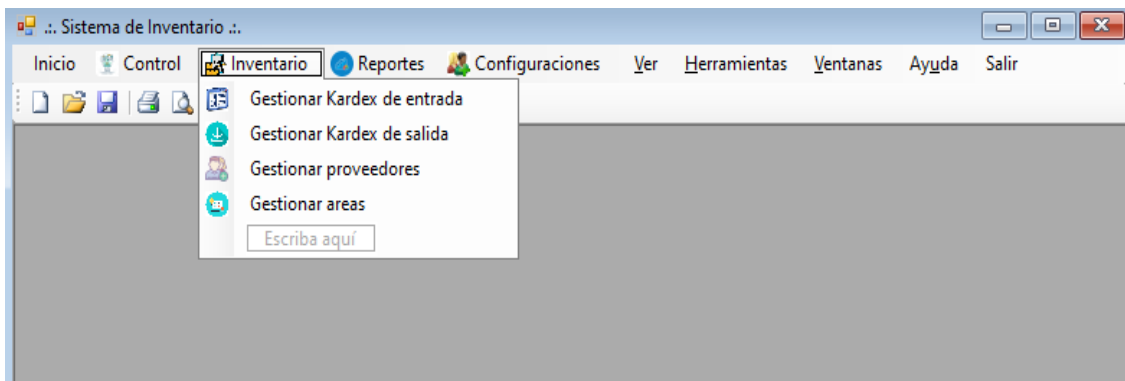 .:. Sistema de Inventario .:.
Inicio Control Inventario Reportes Configuraciones Ver Herramientas Ventanas Ayuda Salir
Gestionar Kardex de entrada
Gestionar Kardex de salida
Gestionar proveedores
Gestionar areas
Escriba aquí